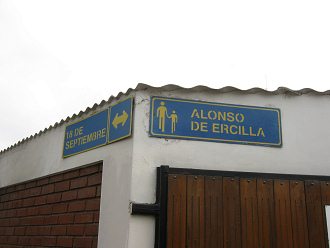 18 DE
SEPTIEMBRE
ALONSO
DE ERCILLA